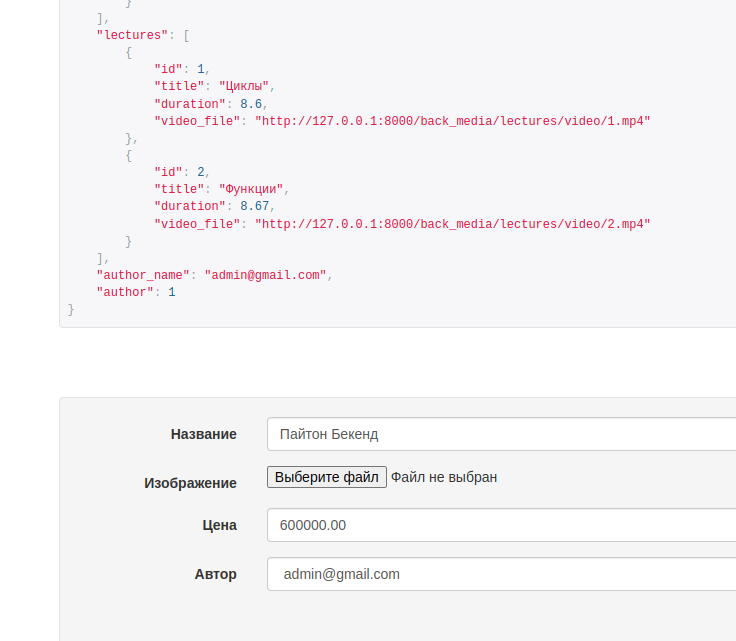 }
],
"lectures": [
{
"id": 1,
"title": "Циклы",
"duration": 8.6,
"video_file": "http://127.0.0.1:8000/back_media/lectures/video/1.mp4"
},
{
"id": 2,
"title": "Функции",
"duration": 8.67,
"video_file": "http://127.0.0.1:8000/back_media/lectures/video/2.mp4"
}
],
"author_name": "admin@gmail.com",
"author": 1
}
Название Пайтон Бекенд
Изображение Выберите файл Файл не выбран
Цена 600000.00
Автор admin@gmail.com